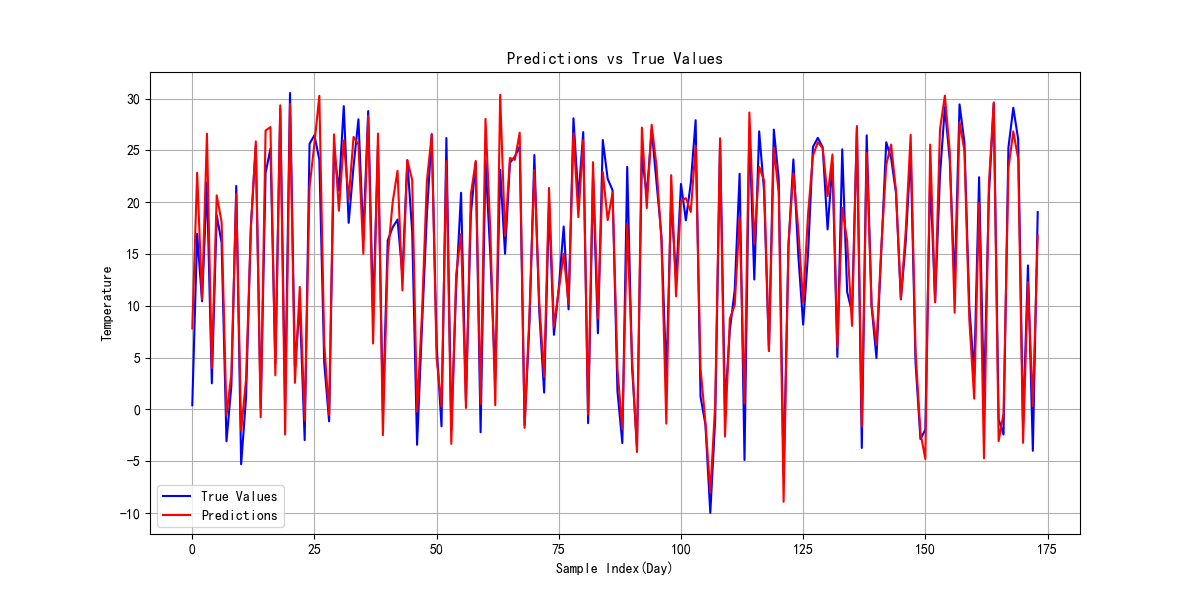 Predictions vs True Values
30
25
20
15
10
5
0
−5
−10
Temperature
True Values
Predictions
0 25 50 75 100 125 150 175
Sample Index(Day)